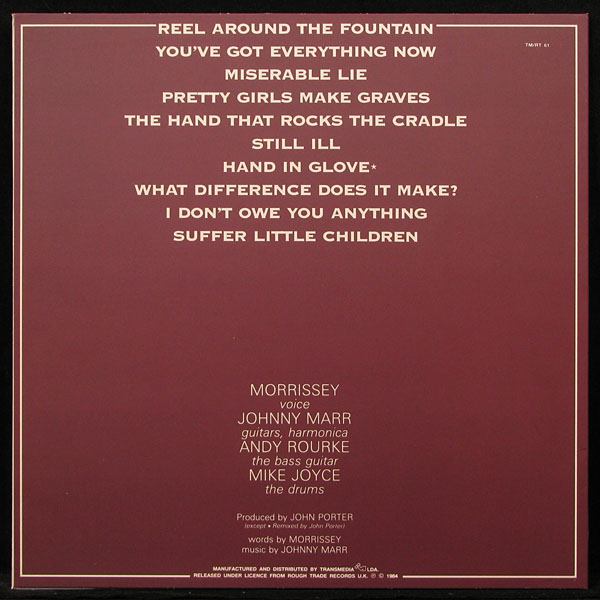 REEL AROUND THE FOUNTAIN
TM/RT 61
YOU'VE GOT EVERYTHING NOW
MISERABLE LIE
PRETTY GIRLS MAKE GRAVES
THE HAND THAT ROCKS THE CRADLE
STILL ILL
HAND IN GLOVE*
WHAT DIFFERENCE DOES IT MAKE?
I DON'T OWE YOU ANYTHING
SUFFER LITTLE CHILDREN
MORRISSEY
voice
JOHNNY MARR
guitars, harmonica
ANDY ROURKE
the bass guitar
MIKE JOYCE
the drums
Produced by JOHN PORTER
(except • Remixed by John Porter)
words by MORRISSEY
music by JOHNNY MARR
MANUFACTURED AND DISTRIBUTED BY TRANSMEDIA LDA.
RELEASED UNDER LICENCE FROM ROUGH TRADE RECORDS U.K. ℗ © 1984